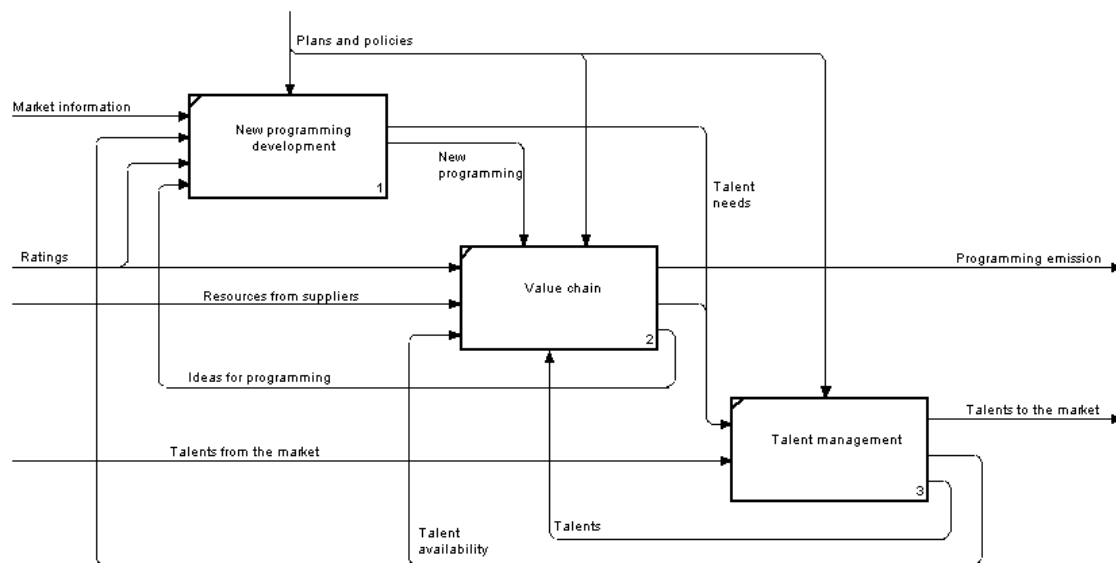 Plans and policies
Market information
New programming
development
1
New
programming
Talent
needs
Ratings
Programming emission
Value chain
Resources from suppliers
2
Ideas for programming
Talents to the market
Talent management
Talents from the market
3
Talents
Talent
availability